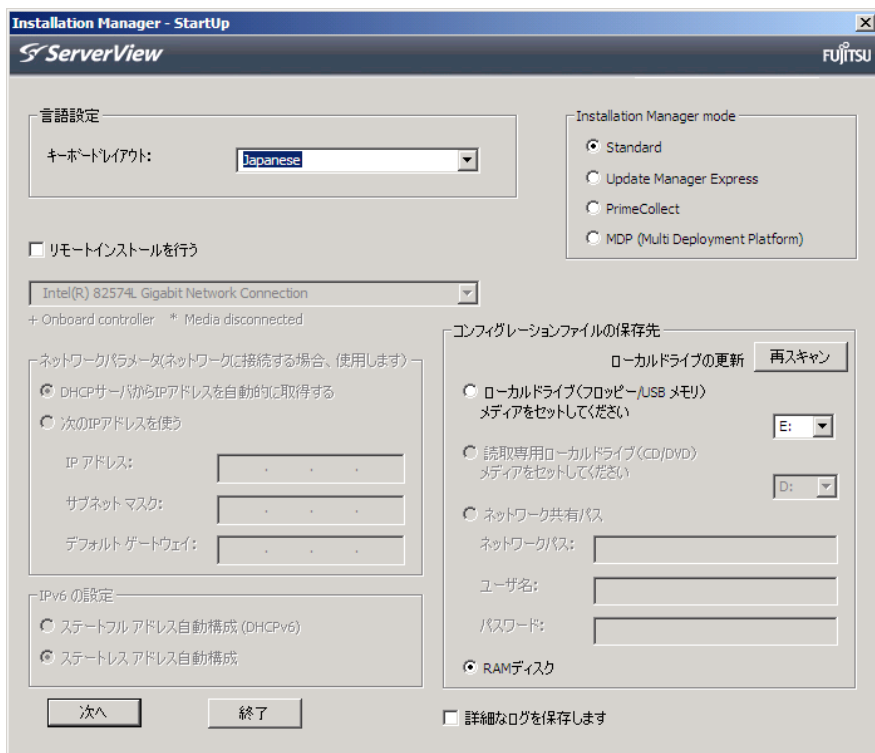 Installation Manager - StartUp
ServerView
FUJITSU
言語設定
キーボードレイアウト:
Japanese
Installation Manager mode
Standard
Update Manager Express
PrimeCollect
MDP (Multi Deployment Platform)
リモートインストールを行う
Intel(R) 82574L Gigabit Network Connection
+ Onboard controller * Media disconnected
ネットワークパラメータ(ネットワークに接続する場合、使用します)
DHCPサーバからIPアドレスを自動的に取得する
次のIPアドレスを使う
IP アドレス:
サブネット マスク:
デフォルト ゲートウェイ:
IPv6 の設定
ステートフル アドレス自動構成 (DHCPv6)
ステートレス アドレス自動構成
次へ
終了
コンフィグレーションファイルの保存先
ローカルドライブの更新
再スキャン
ローカルドライブ(フロッピー/USB メモリ)
メディアをセットしてください
E:
読取専用ローカルドライブ(CD/DVD)
メディアをセットしてください
D:
ネットワーク共有パス
ネットワークパス:
ユーザ名:
パスワード:
RAMディスク
詳細なログを保存します